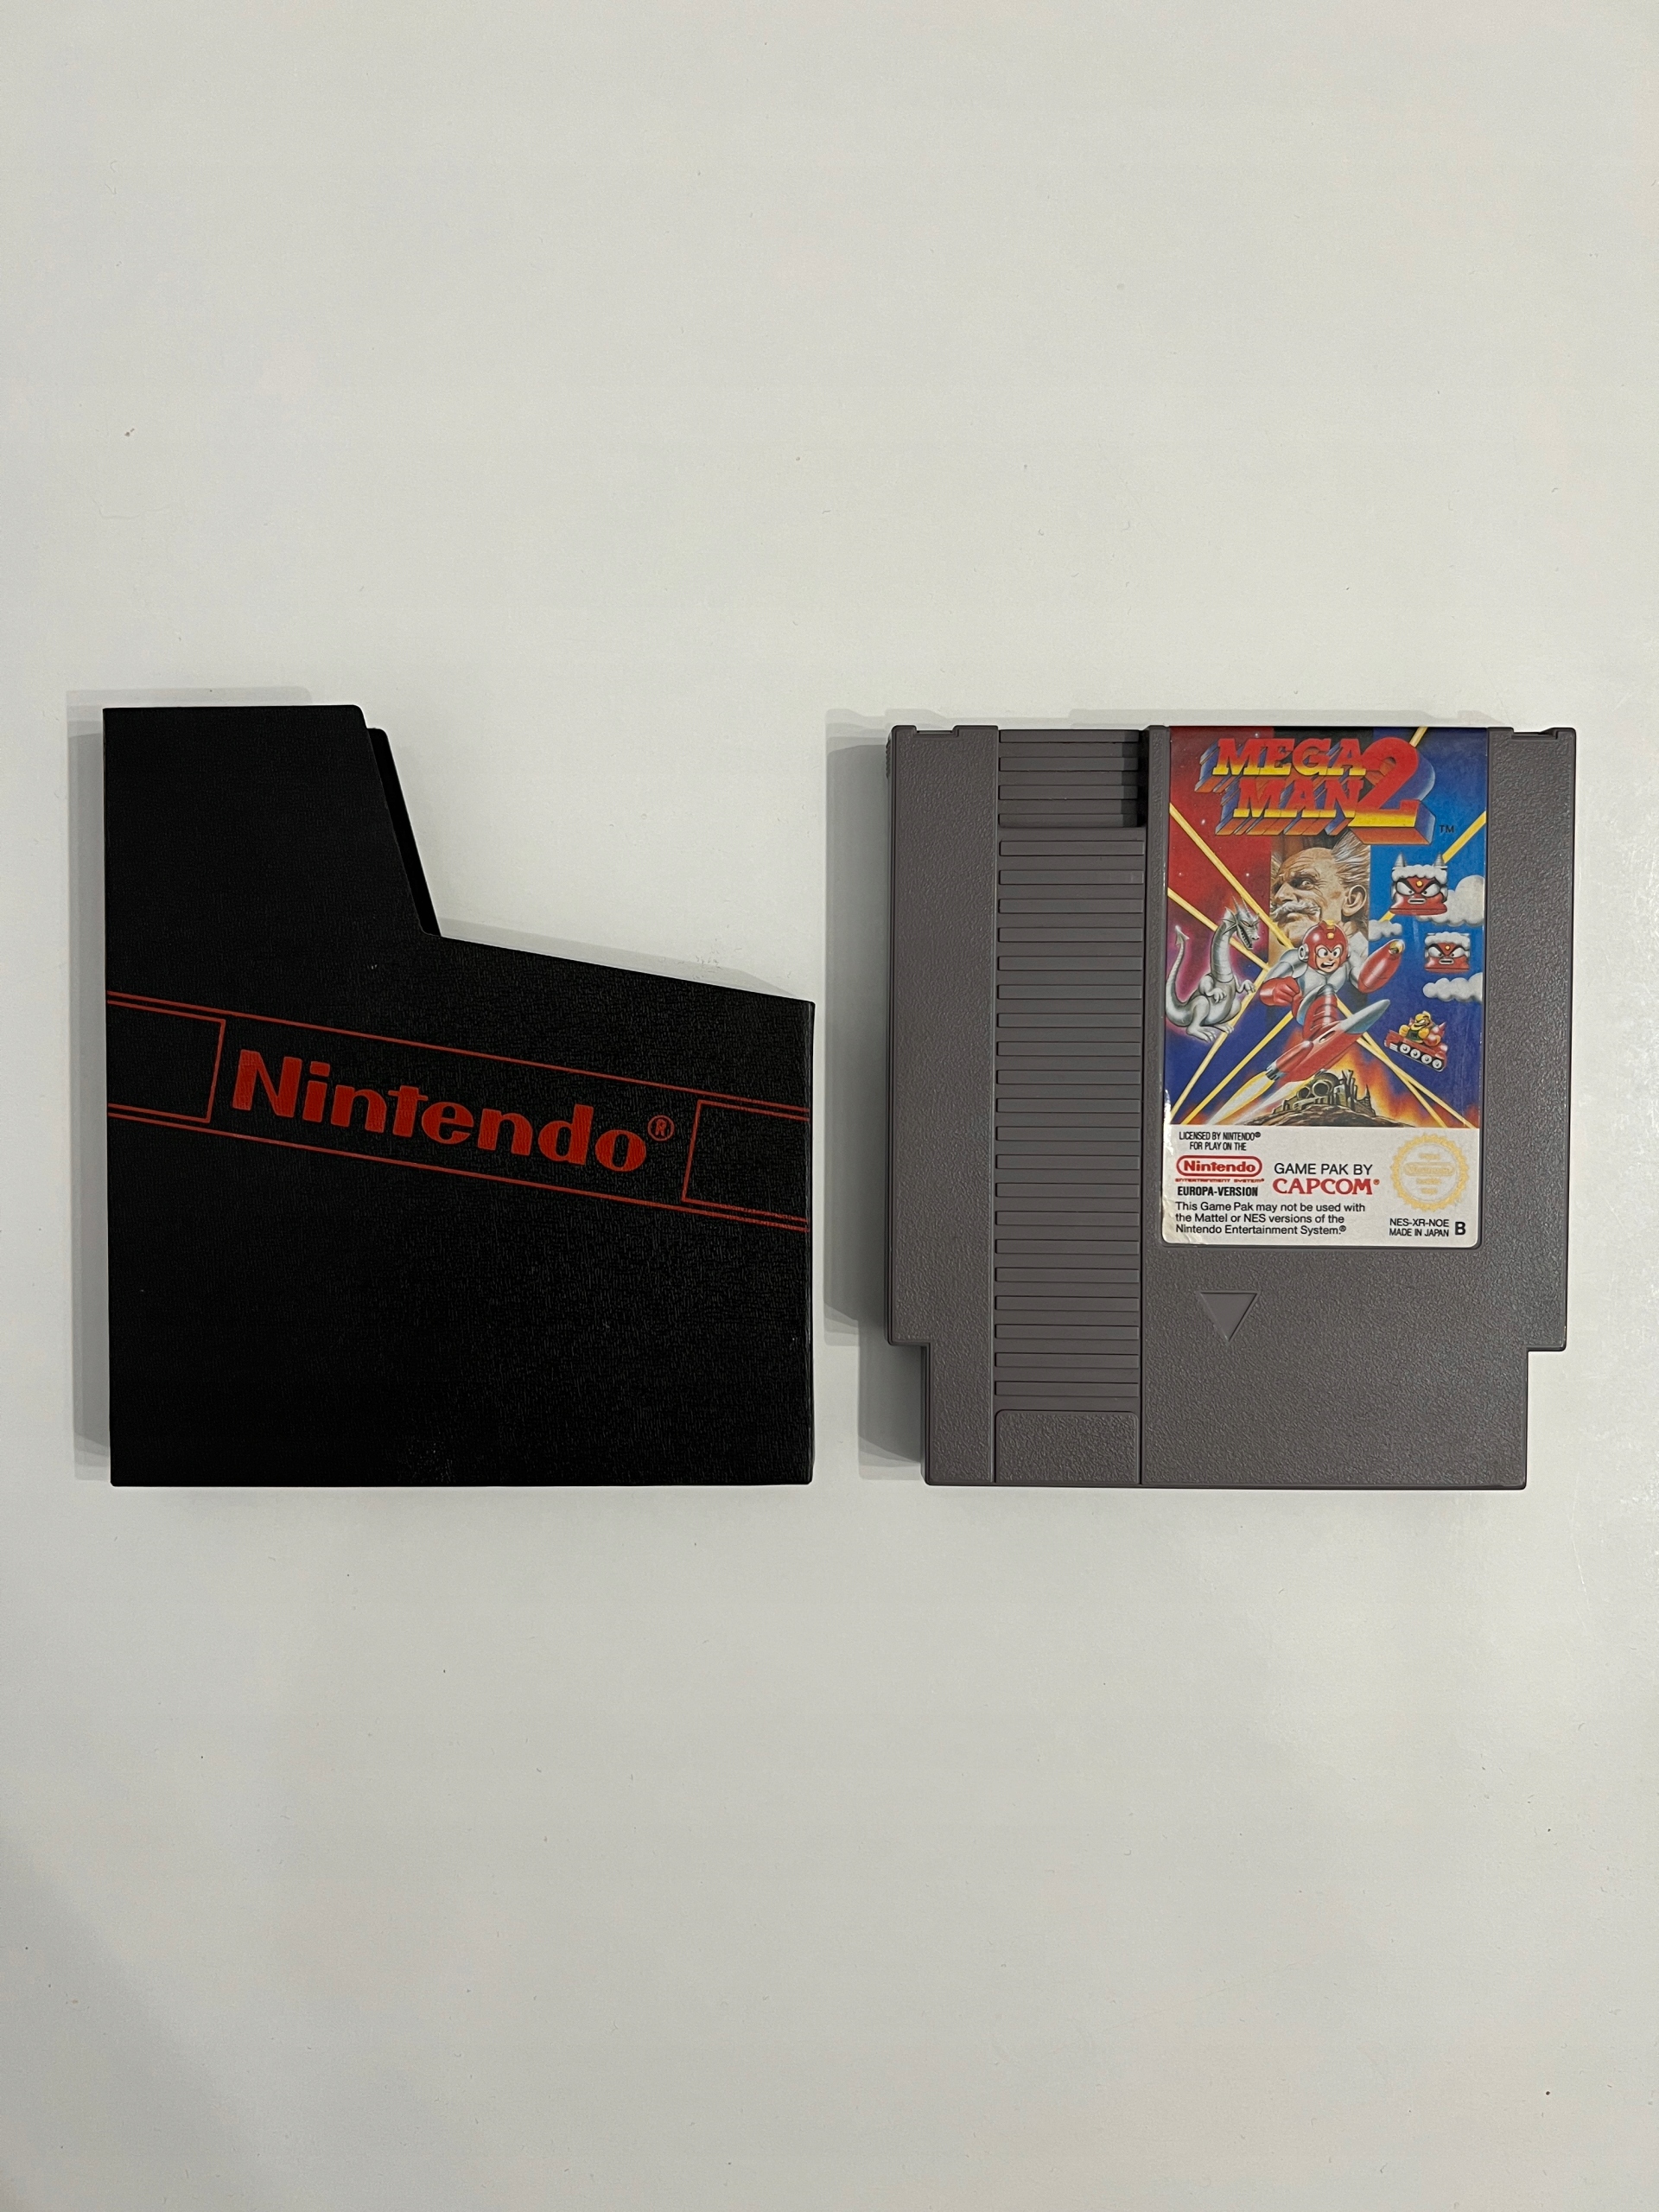 Nintendo®
MEGA
MAN 2
TM
LICENSED BY NINTENDO®
FOR PLAY ON THE
Nintendo
ENTERTAINMENT SYSTEM®
EUROPA-VERSION
GAME PAK BY
CAPCOM®
This Game Pak may not be used with
the Mattel or NES versions of the
Nintendo Entertainment System.®
NES-XR-NOE
MADE IN JAPAN B